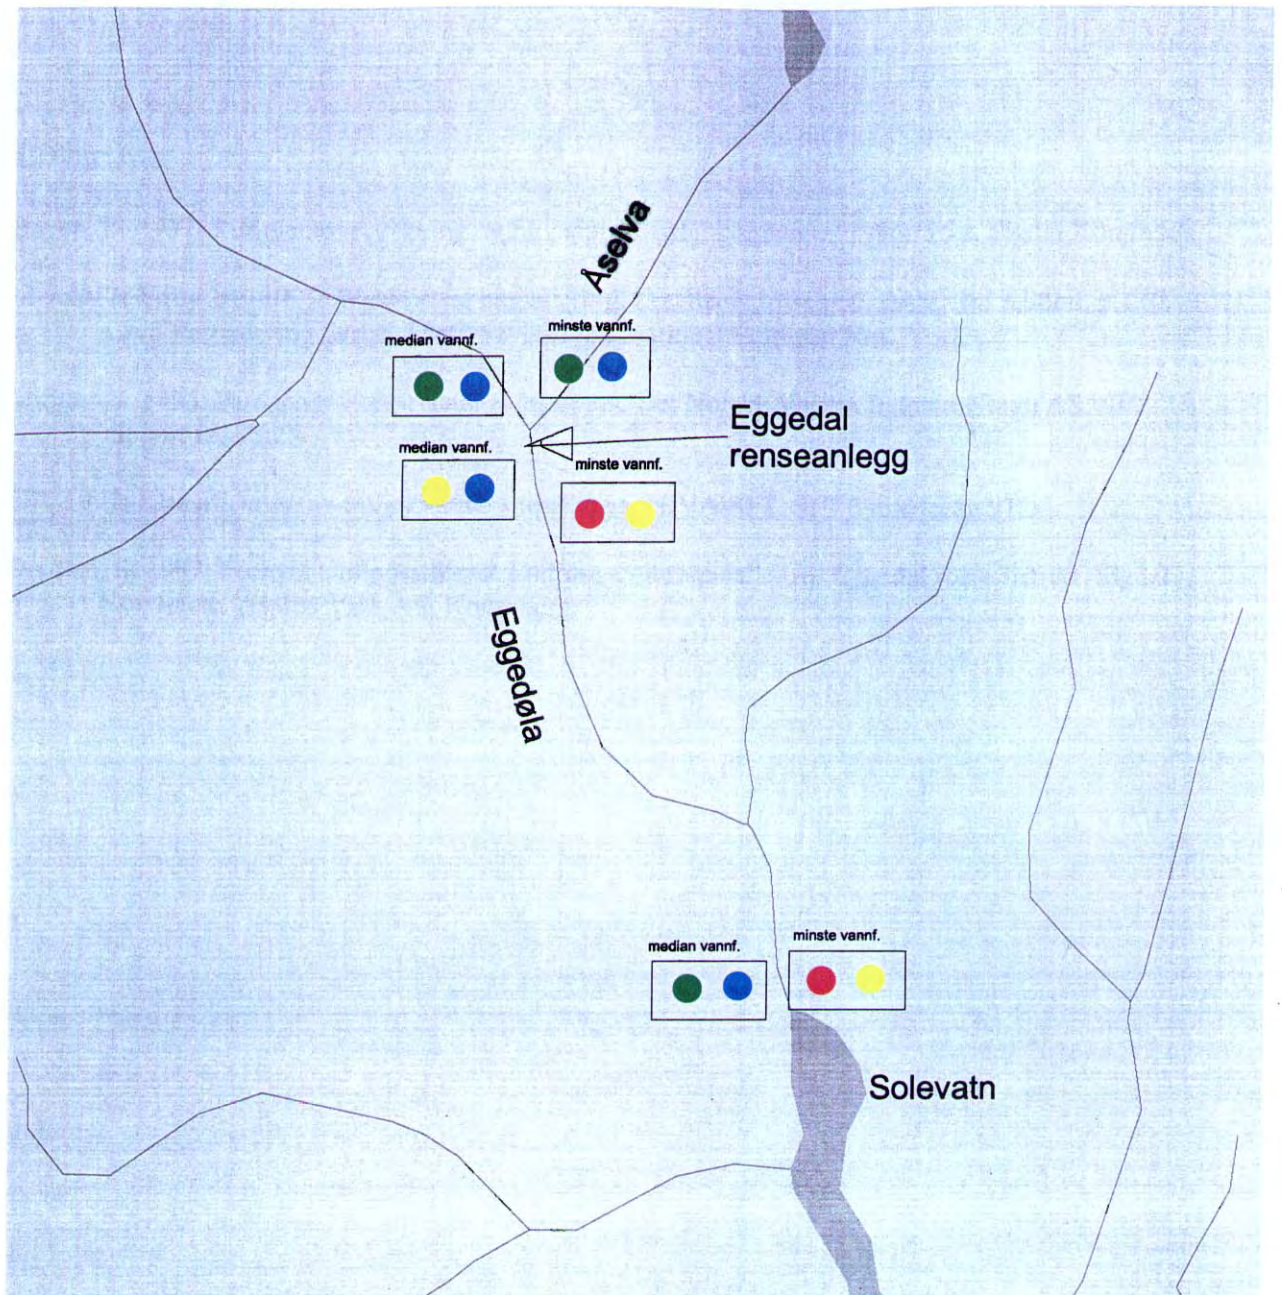 Åselva
minste vannf.
median vannf.
Eggedal
renseanlegg
median vannf.
minste vannf.
Eggedøla
minste vannf.
median vannf.
Solevatn